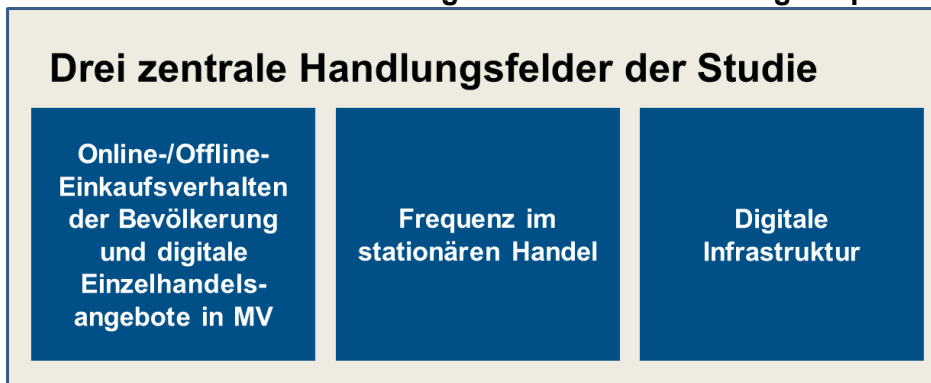 Drei zentrale Handlungsfelder der Studie
Online-/Offline-
Einkaufsverhalten
der Bevölkerung
und digitale
Einzelhandels-
angebote in MV
Frequenz im
stationären Handel
Digitale
Infrastruktur